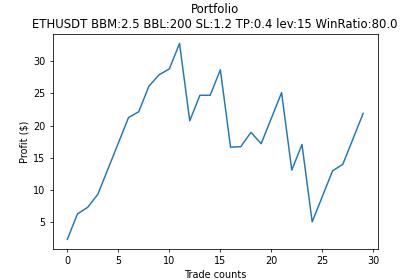 Portfolio
ETHUSDT BBM:2.5 BBL:200 SL:1.2 TP:0.4 lev:15 WinRatio:80.0
Profit ($)
30
25
20
15
10
5
0 5 10 15 20 25 30
Trade counts